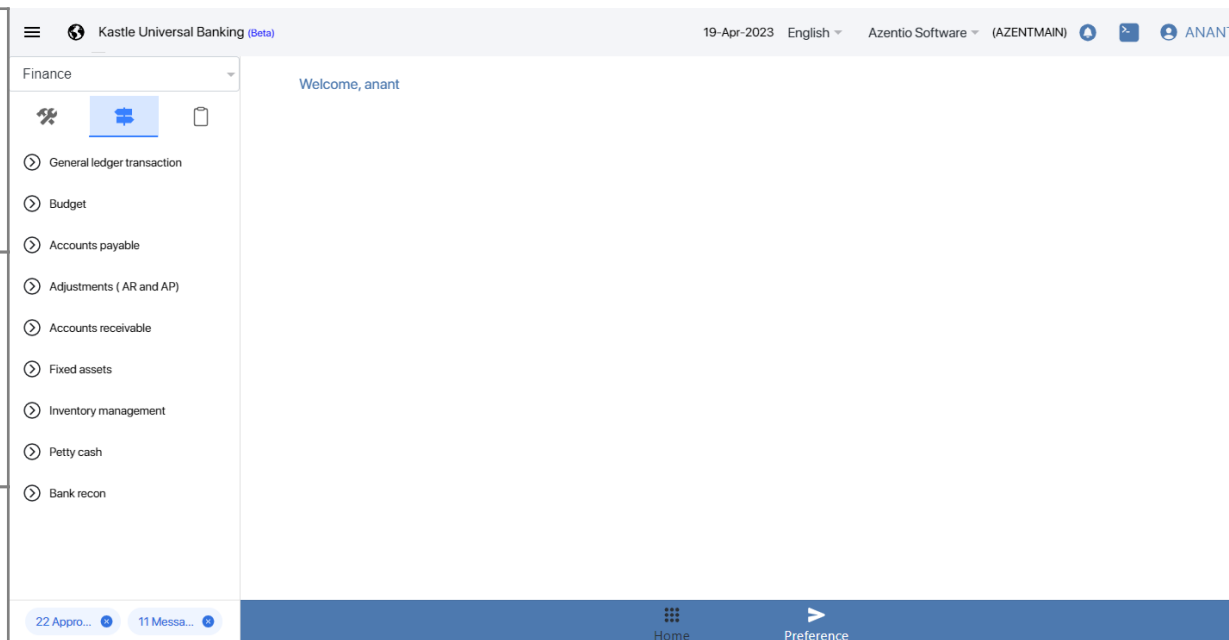 Kastle Universal Banking (Beta) 19-Apr-2023 English Azentio Software (AZENTMAIN) ANANT
Finance
Welcome, anant
General ledger transaction
Budget
Accounts payable
Adjustments ( AR and AP)
Accounts receivable
Fixed assets
Inventory management
Petty cash
Bank recon
22 Appro... 11 Messa...
Home Preference